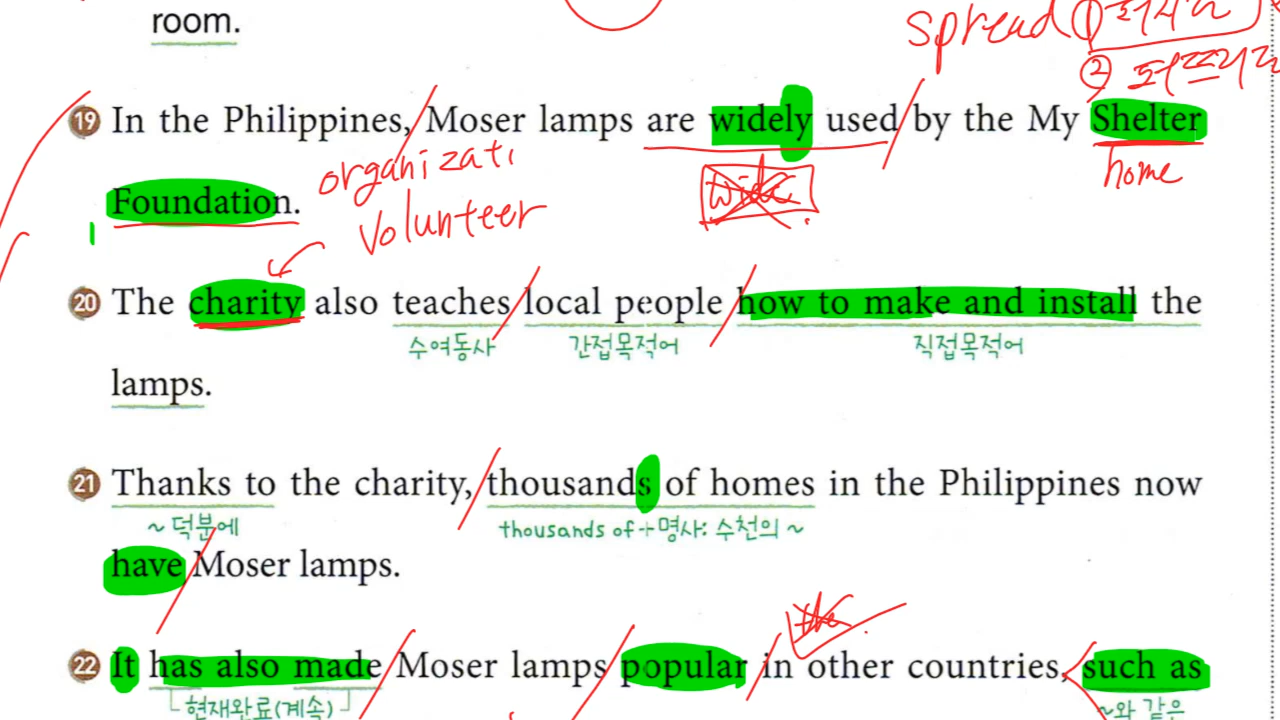 room.
spread ① 퍼지다
② 퍼뜨리다
19 In the Philippines, Moser lamps are widely used by the My Shelter
organizati
wide
home
Foundation.
volunteer
20 The charity also teaches local people how to make and install the
수여동사 간접목적어 직접목적어
lamps.
21 Thanks to the charity, thousands of homes in the Philippines now
~ 덕분에 thousands of+명사: 수천의 ~
have Moser lamps.
the
22 It has also made Moser lamps popular in other countries, such as
현재완료(계속) ~와 같은